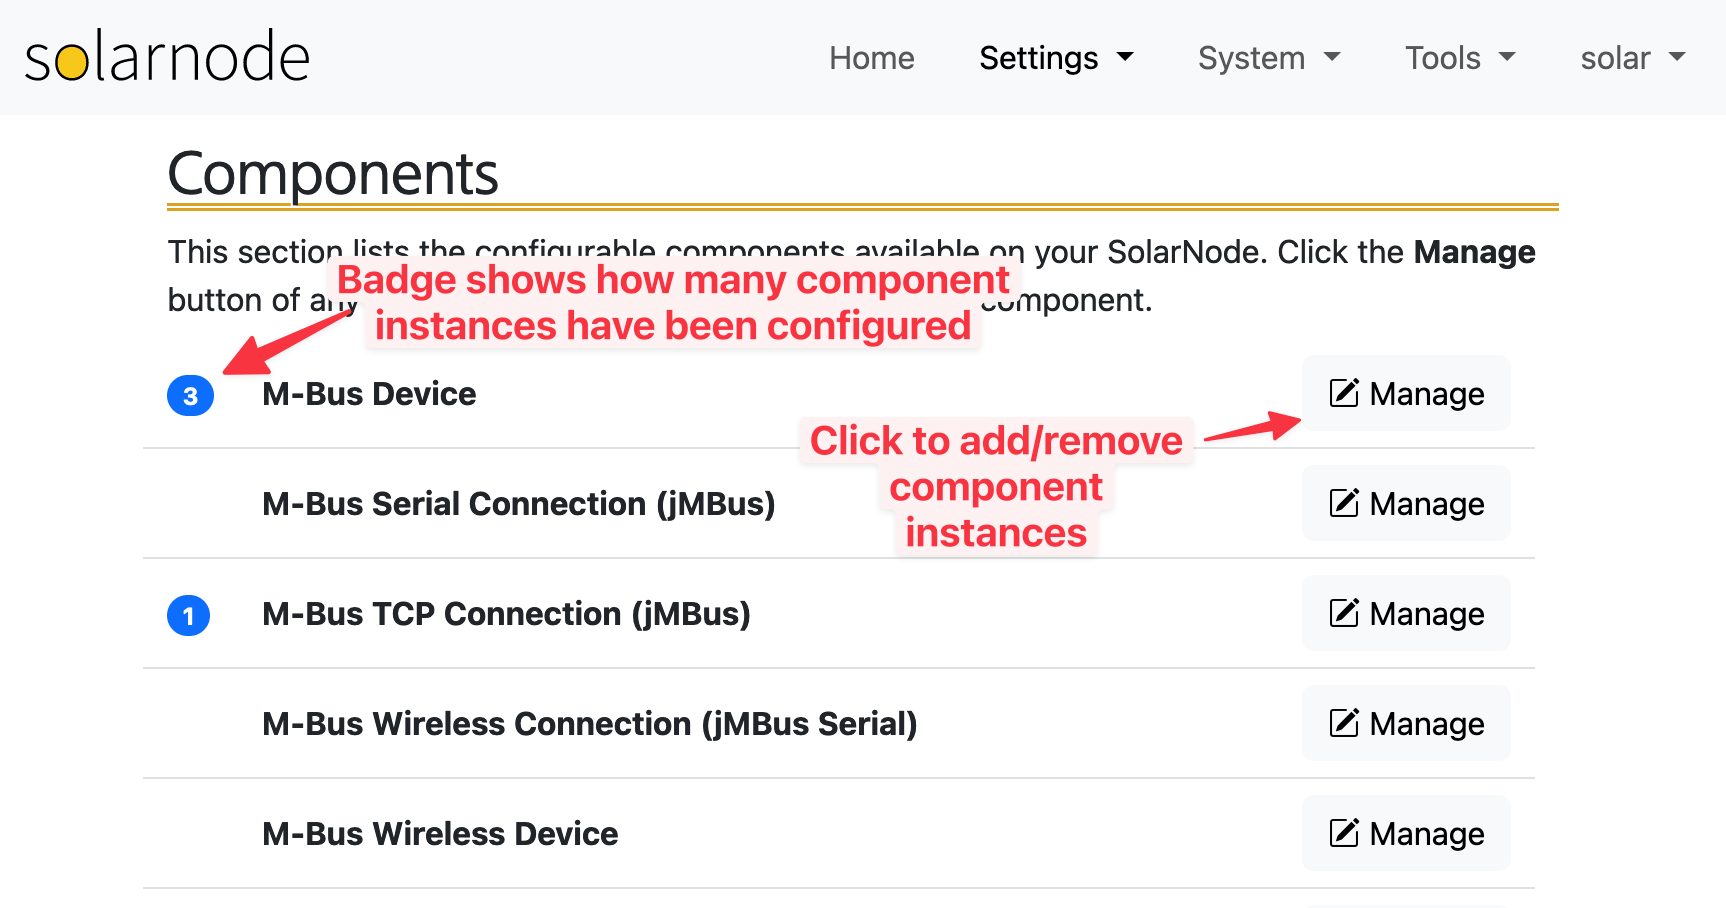 solarnode
Home Settings System Tools solar
Components
This section lists the configurable components available on your SolarNode. Click the Manage
button of any component.
Badge shows how many component
instances have been configured
3 M-Bus Device Manage
Click to add/remove
component
instances
M-Bus Serial Connection (jMBus) Manage
1 M-Bus TCP Connection (jMBus) Manage
M-Bus Wireless Connection (jMBus Serial) Manage
M-Bus Wireless Device Manage